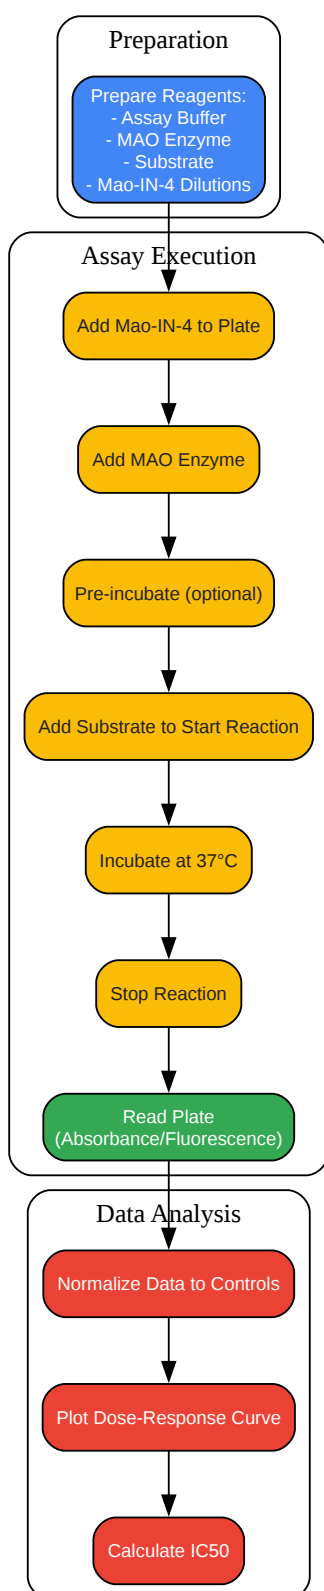 Preparation
Prepare Reagents:
- Assay Buffer
- MAO Enzyme
- Substrate
- Mao-IN-4 Dilutions
Assay Execution
Add Mao-IN-4 to Plate
Add MAO Enzyme
Pre-incubate (optional)
Add Substrate to Start Reaction
Incubate at 37°C
Stop Reaction
Read Plate
(Absorbance/Fluorescence)
Data Analysis
Normalize Data to Controls
Plot Dose-Response Curve
Calculate IC50